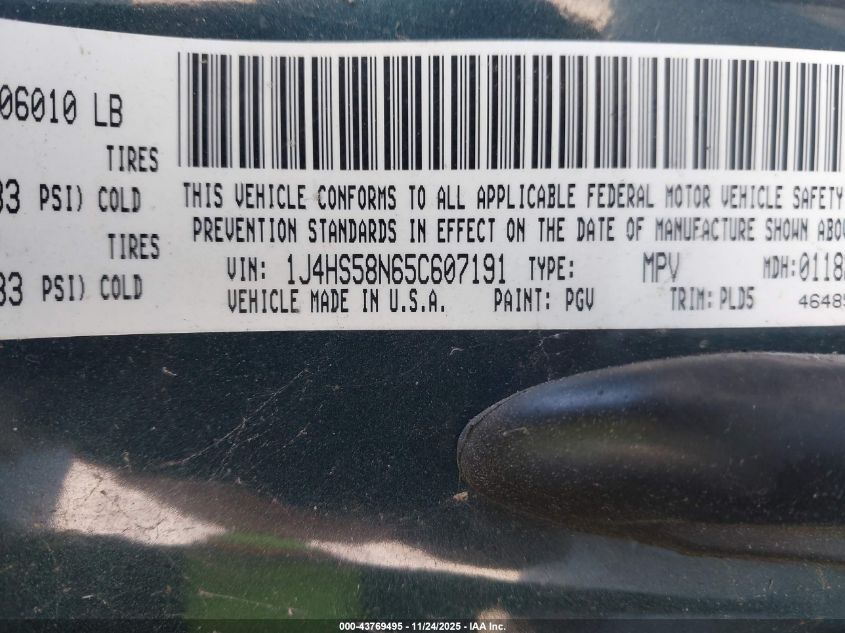 06010 LB
TIRES
33 PSI) COLD
TIRES
33 PSI) COLD
THIS VEHICLE CONFORMS TO ALL APPLICABLE FEDERAL MOTOR VEHICLE SAFETY
PREVENTION STANDARDS IN EFFECT ON THE DATE OF MANUFACTURE SHOWN ABO
VIN: 1J4HS58N65C607191 TYPE: MPV MDH:0118
VEHICLE MADE IN U.S.A. PAINT: PGV TRIM: PLD5 4648
000-43769495 - 11/24/2025 - IAA Inc.